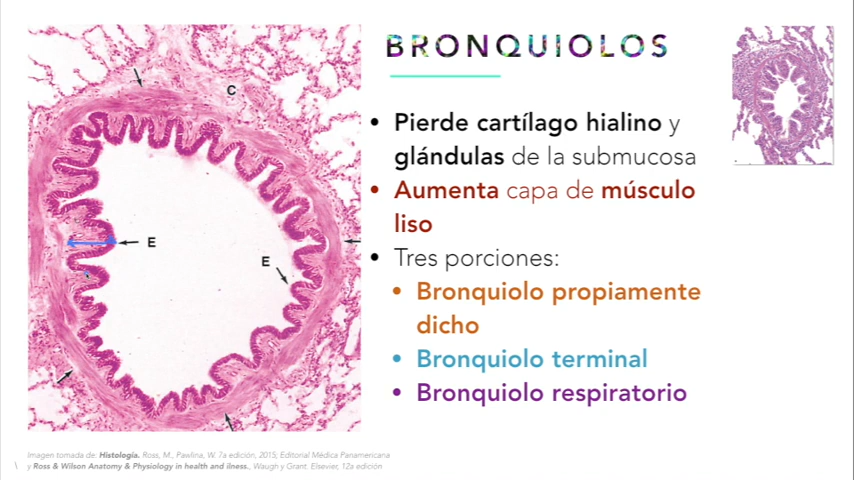 BRONQUIOLOS
C
E
E
• Pierde cartílago hialino y
glándulas de la submucosa
• Aumenta capa de músculo
liso
• Tres porciones:
• Bronquiolo propiamente
dicho
• Bronquiolo terminal
• Bronquiolo respiratorio
Imagen tomada de: Histología. Ross, M., Pawlina, W. 7a edición, 2015; Editorial Médica Panamericana
y Ross & Wilson Anatomy & Physiology in health and ilness., Waugh y Grant. Elsevier, 12a edición